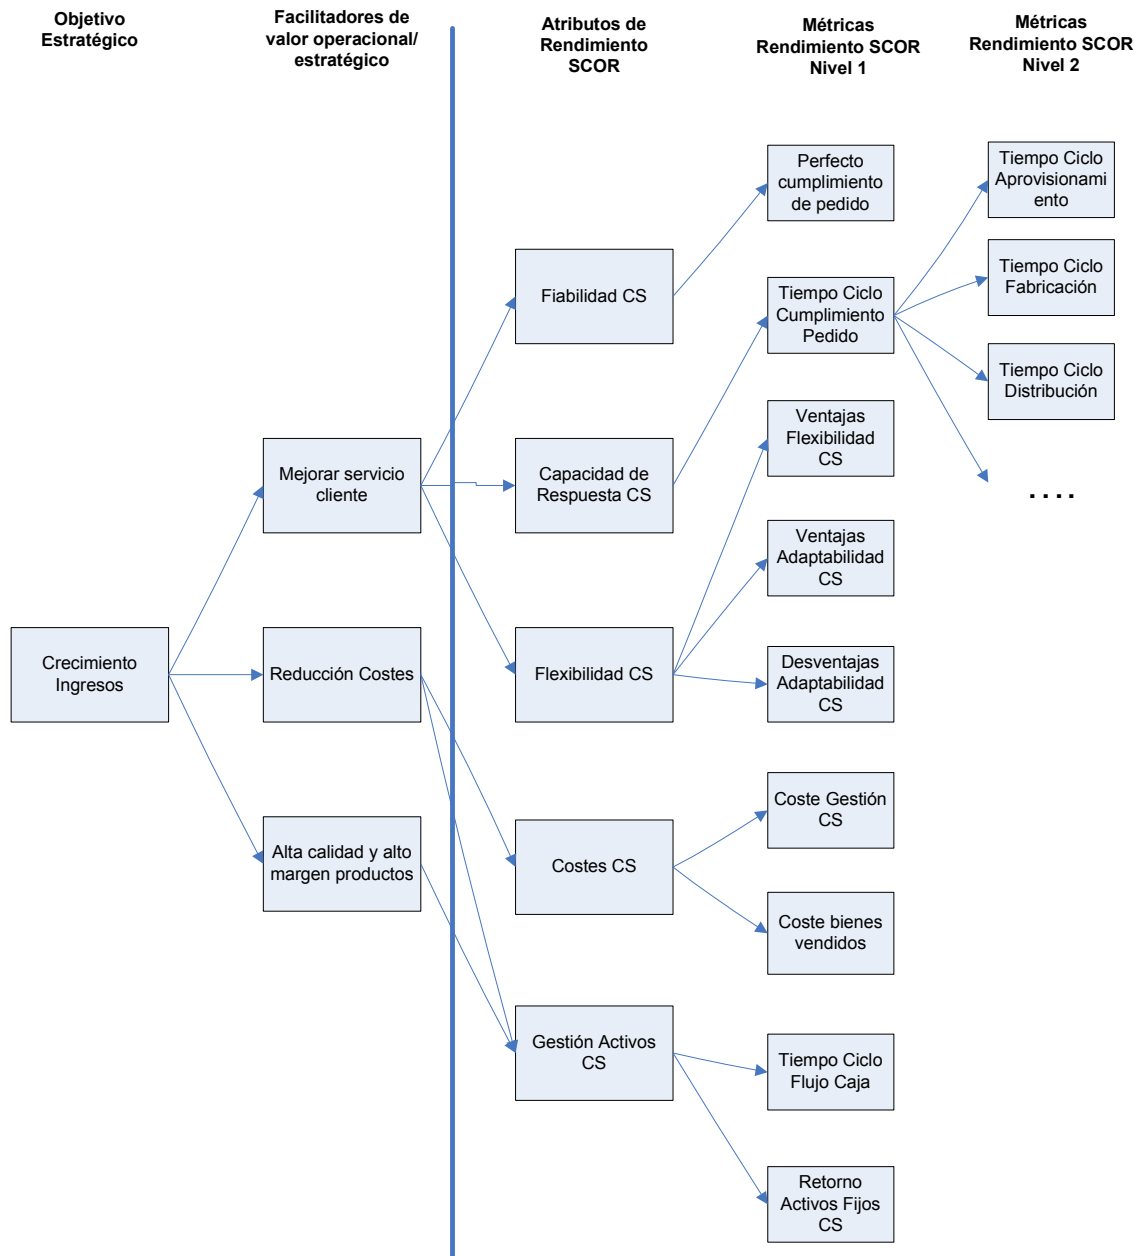 Objetivo
Estratégico
Facilitadores de
valor operacional/
estratégico
Atributos de
Rendimiento
SCOR
Métricas
Rendimiento SCOR
Nivel 1
Métricas
Rendimiento SCOR
Nivel 2
Crecimiento
Ingresos
Mejorar servicio
cliente
Reducción Costes
Alta calidad y alto
margen productos
Fiabilidad CS
Capacidad de
Respuesta CS
Flexibilidad CS
Costes CS
Gestión Activos
CS
Perfecto
cumplimiento
de pedido
Tiempo Ciclo
Cumplimiento
Pedido
Ventajas
Flexibilidad
CS
Ventajas
Adaptabilidad
CS
Desventajas
Adaptabilidad
CS
Coste Gestión
CS
Coste bienes
vendidos
Tiempo Ciclo
Flujo Caja
Retorno
Activos Fijos
CS
Tiempo Ciclo
Aprovisionami
ento
Tiempo Ciclo
Fabricación
Tiempo Ciclo
Distribución
. . . .